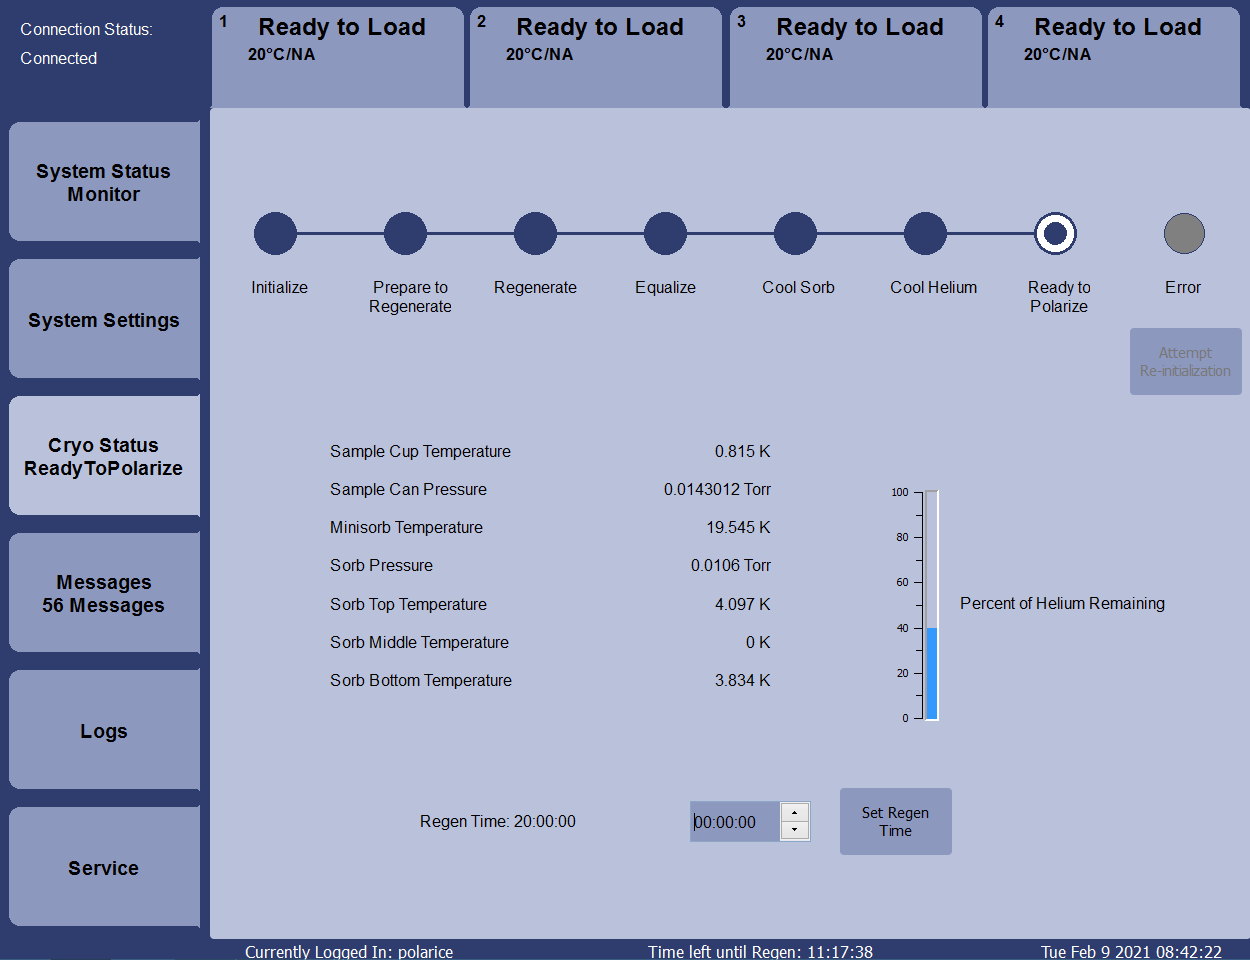 Connection Status:
Connected
1 Ready to Load
20°C/NA
2 Ready to Load
20°C/NA
3 Ready to Load
20°C/NA
4 Ready to Load
20°C/NA
System Status
Monitor
System Settings
Cryo Status
ReadyToPolarize
Messages
56 Messages
Logs
Service
Initialize
Prepare to
Regenerate
Regenerate
Equalize
Cool Sorb
Cool Helium
Ready to
Polarize
Error
Attempt
Re-initialization
Sample Cup Temperature 0.815 K
Sample Can Pressure 0.0143012 Torr
Minisorb Temperature 19.545 K
Sorb Pressure 0.0106 Torr
Sorb Top Temperature 4.097 K
Sorb Middle Temperature 0 K
Sorb Bottom Temperature 3.834 K
100
80
60
40
20
0
Percent of Helium Remaining
Regen Time: 20:00:00
00:00:00
Set Regen
Time
Currently Logged In: polarice
Time left until Regen: 11:17:38
Tue Feb 9 2021 08:42:22